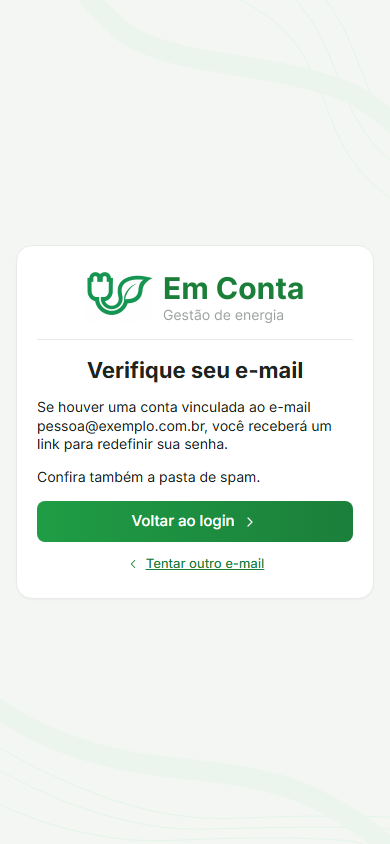 Em Conta
Gestão de energia
Verifique seu e-mail
Se houver uma conta vinculada ao e-mail
pessoa@exemplo.com.br, você receberá um
link para redefinir sua senha.
Confira também a pasta de spam.
Voltar ao login
Tentar outro e-mail